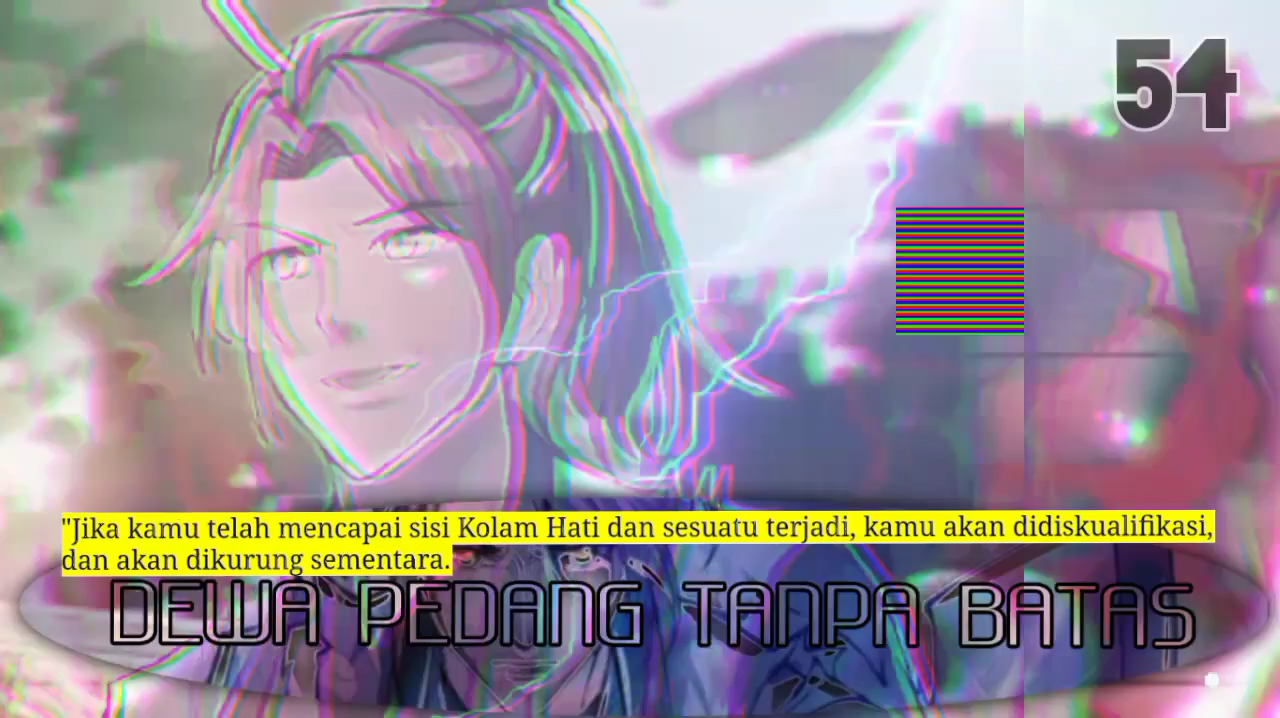 54
"Jika kamu telah mencapai sisi Kolam Hati dan sesuatu terjadi, kamu akan didiskualifikasi,
dan akan dikurung sementara.
DEWA PEDANG TANPA BATAS